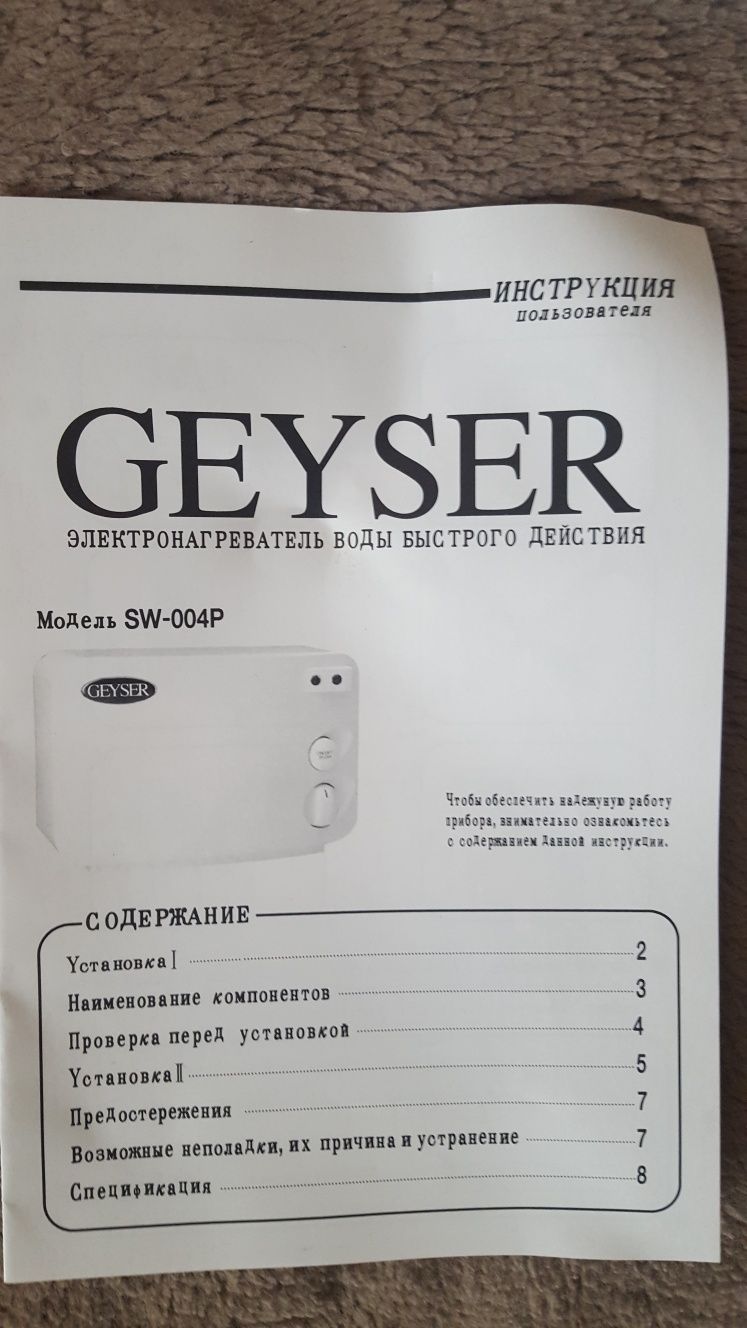 ИНСТРУКЦИЯ
пользователя
GEYSER
ЭЛЕКТРОНАГРЕВАТЕЛЬ ВОДЫ БЫСТРОГО ДЕЙСТВИЯ
Модель SW-004P
GEYSER
Чтобы обеспечить надежную работу
прибора, внимательно ознакомьтесь
с содержанием данной инструкции.
СОДЕРЖАНИЕ
Установка I 2
Наименование компонентов 3
Проверка перед установкой 4
Установка II 5
Предостережения 7
Возможные неполадки, их причина и устранение 7
Спецификация 8